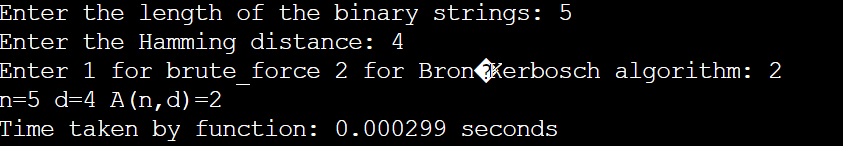 Enter the length of the binary strings: 5
Enter the Hamming distance: 4
Enter 1 for brute_force 2 for Bron�Kerbosch algorithm: 2
n=5 d=4 A(n,d)=2
Time taken by function: 0.000299 seconds